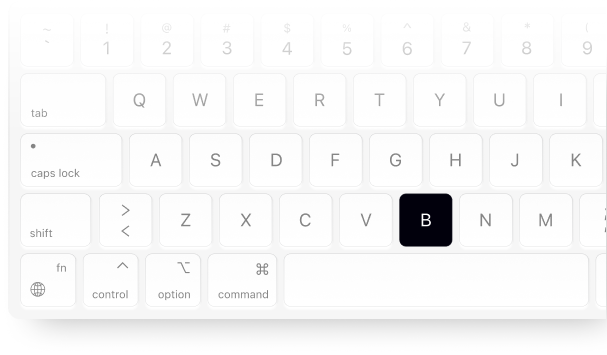 ~ ! @ # $ % ^ & * (
` 1 2 3 4 5 6 7 8 9
tab Q W E R T Y U I
caps lock A S D F G H J K
shift > < Z X C V B N M
fn ^ ⌥ ⌘
control option command